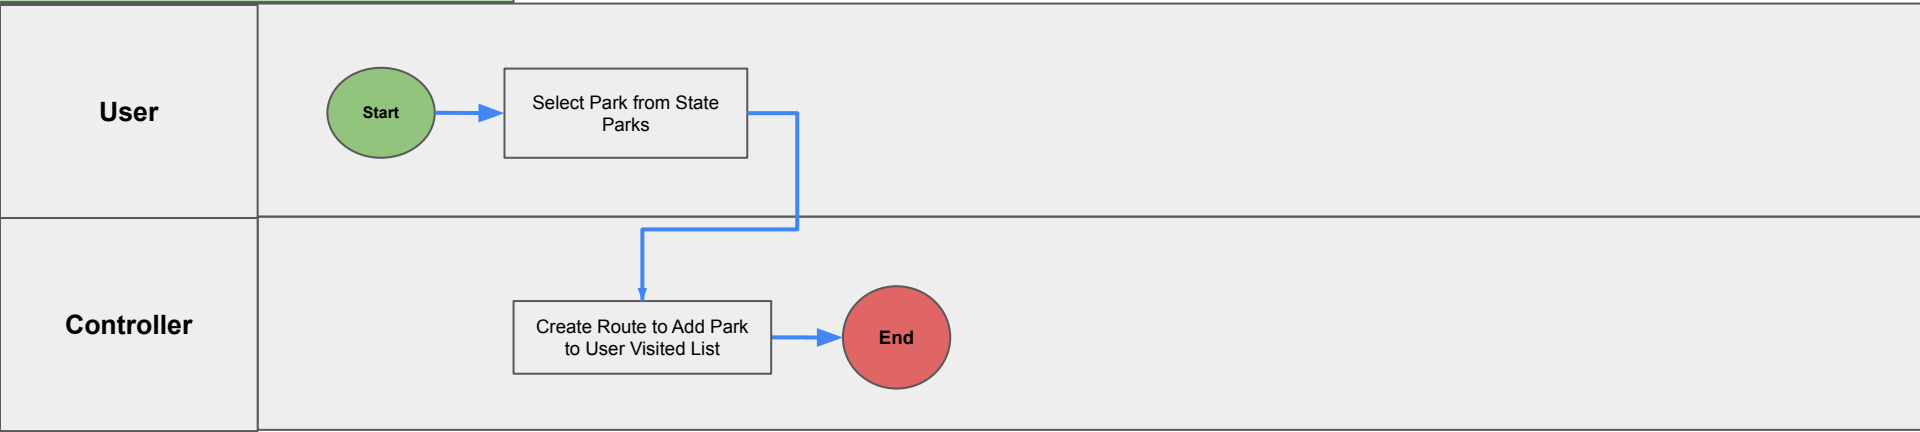 User
Start
Select Park from State
Parks
Controller
Create Route to Add Park
to User Visited List
End